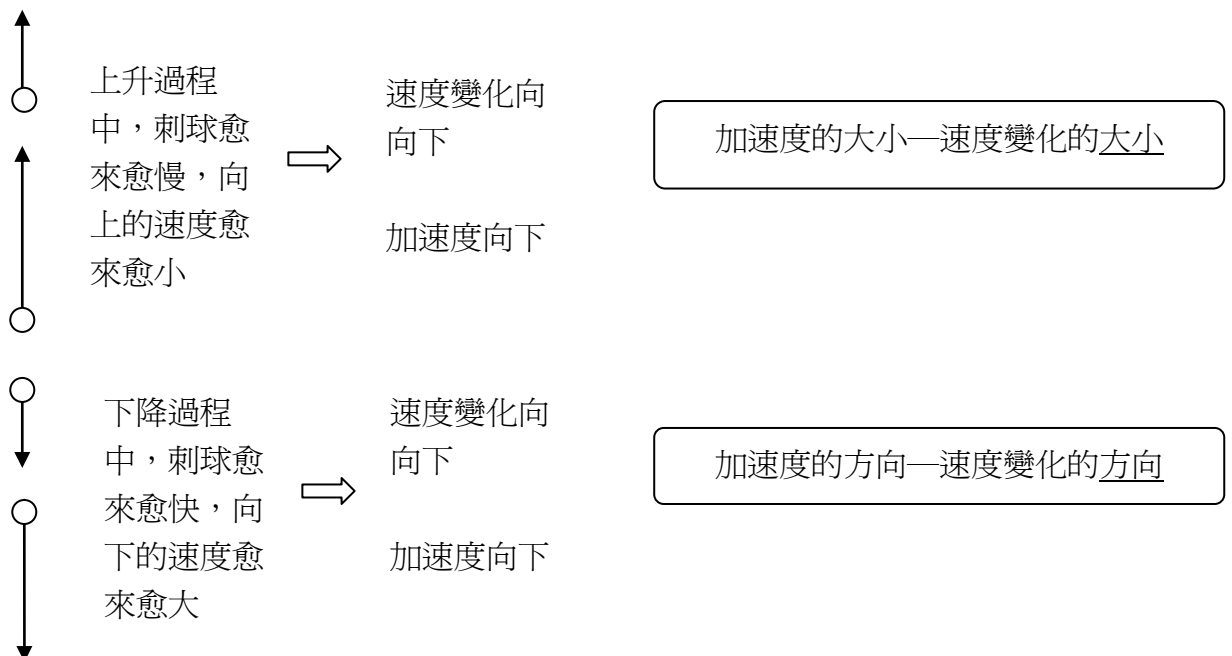 上升過程
中，刺球愈
來愈慢，向
上的速度愈
來愈小
速度變化向
向下
加速度向下
加速度的大小─速度變化的大小
下降過程
中，刺球愈
來愈快，向
下的速度愈
來愈大
速度變化向
向下
加速度向下
加速度的方向─速度變化的方向